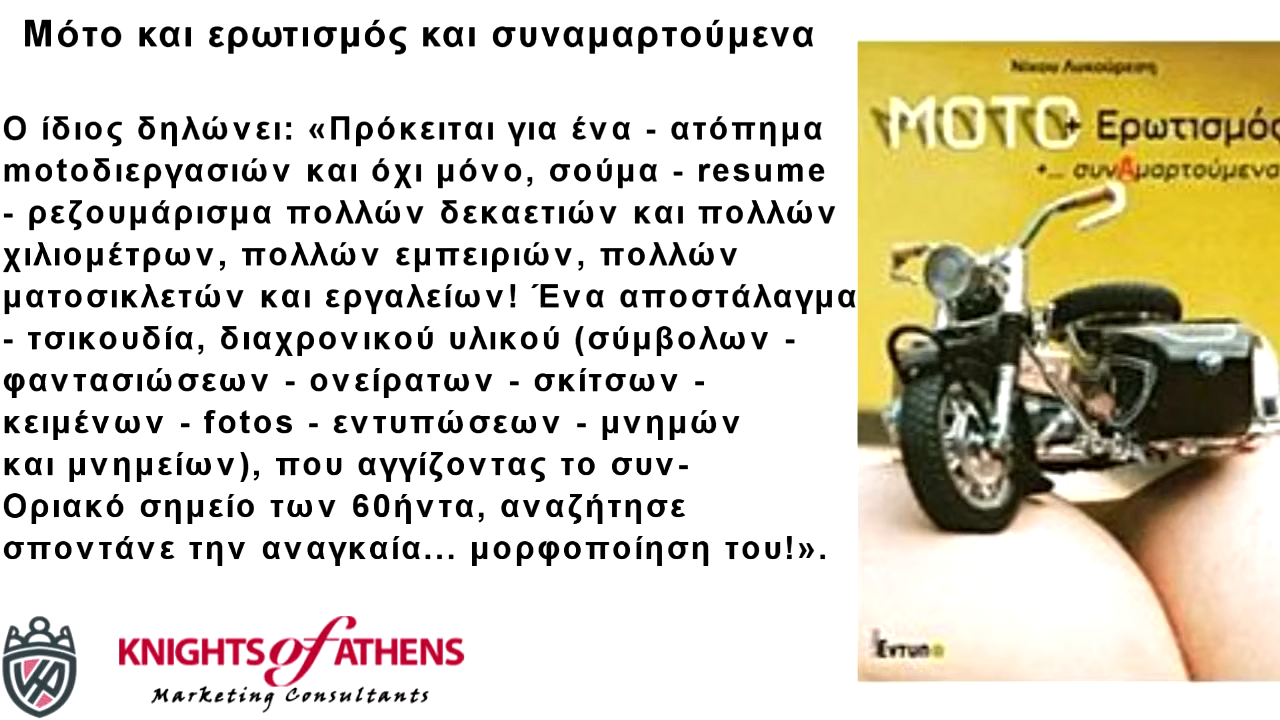 Μότο και ερωτισμός και συναμαρτούμενα
Ο ίδιος δηλώνει: «Πρόκειται για ένα - ατόπημα
motoδιεργασιών και όχι μόνο, σούμα - resume
- ρεζουμάρισμα πολλών δεκαετιών και πολλών
χιλιομέτρων, πολλών εμπειριών, πολλών
ματοσικλετών και εργαλείων! Ένα αποστάλαγμα
- τσικουδία, διαχρονικού υλικού (σύμβολων -
φαντασιώσεων - ονείρατων - σκίτσων -
κειμένων - fotos - εντυπώσεων - μνημών
και μνημείων), που αγγίζοντας το συν-
Οριακό σημείο των 60ήντα, αναζήτησε
σποντάνε την αναγκαία... μορφοποίηση του!».
Νίκου Λυκούρεση
ΜΟΤΟ + Ερωτισμός
+... συνΑμαρτούμενα
Εντυπο
KNIGHTS of ATHENS
Marketing Consultants